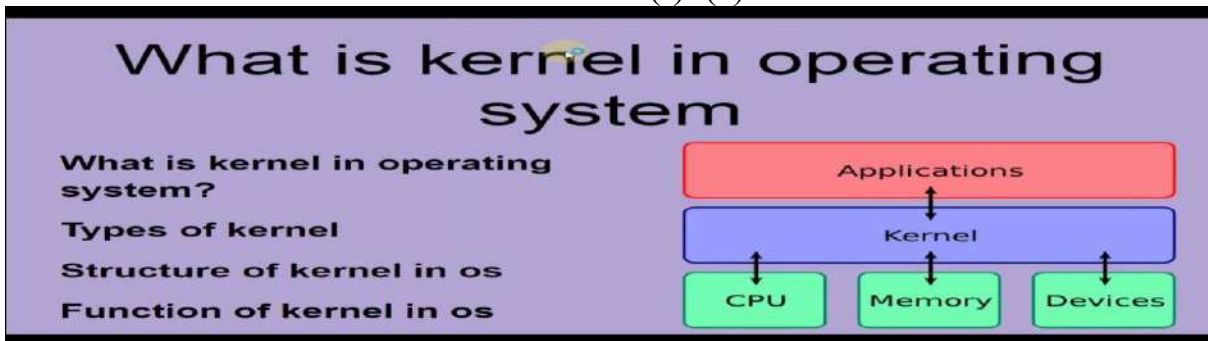 What is kernel in operating
system
What is kernel in operating
system?
Types of kernel
Structure of kernel in os
Function of kernel in os
Applications
Kernel
CPU Memory Devices